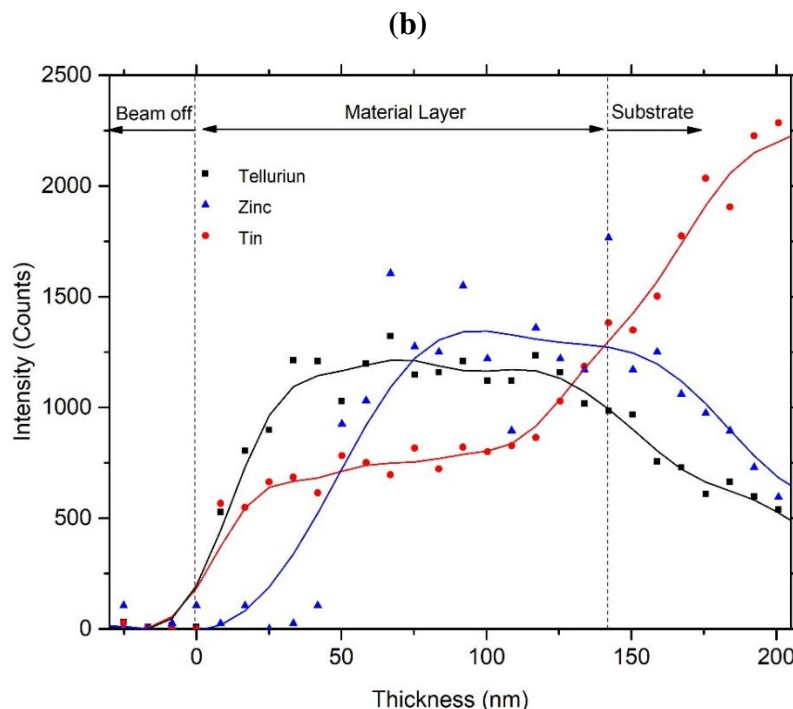 (b)
2500
Beam off
Material Layer
Substrate
Telluriun
Zinc
Tin
2000
1500
1000
500
0
Intensity (Counts)
0
50
100
150
200
Thickness (nm)